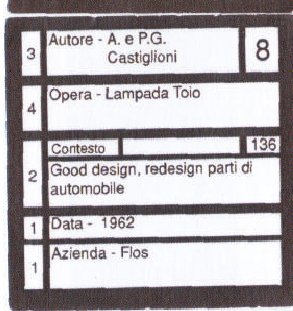 3 Autore - A. e P.G. 8
Castiglioni
4 Opera - Lampada Toio
Contesto 136
2 Good design, redesign parti di
automobile
1 Data - 1962
1 Azienda - Flos